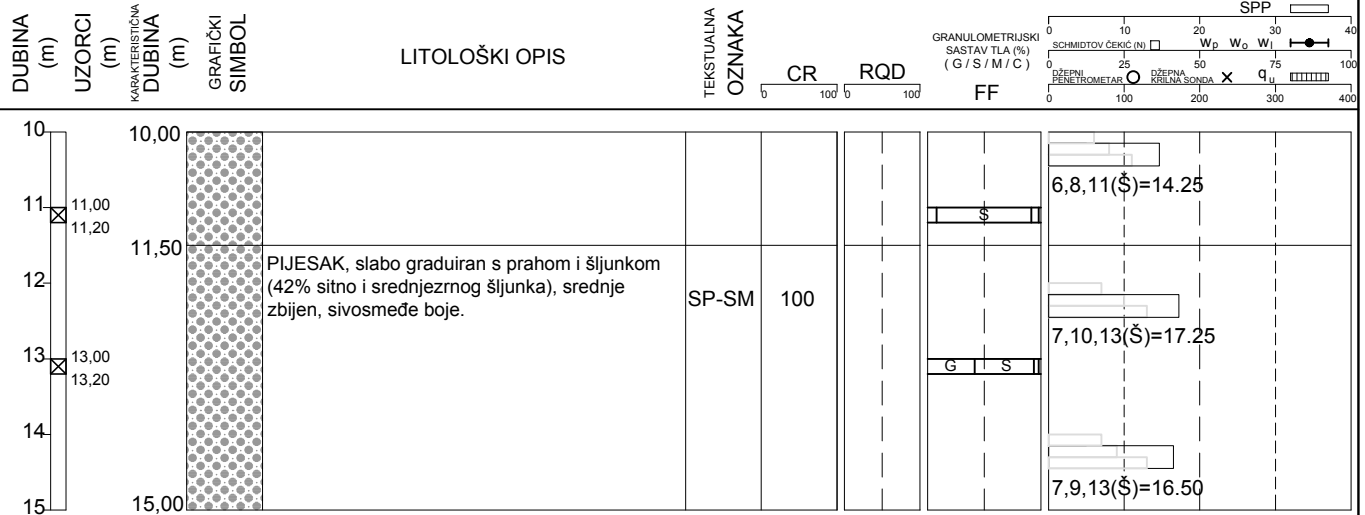 DUBINA (m)
UZORCI (m)
KARAKTERISTIČNA DUBINA (m)
GRAFIČKI SIMBOL
LITOLOŠKI OPIS
TEKSTUALNA OZNAKA
CR
0 100
RQD
0 100
GRANULOMETRIJSKI
SASTAV TLA (%)
( G / S / M / C )
FF
SPP
0 10 20 30 40
SCHMIDTOV ČEKIĆ (N) Wp Wo Wl
0 25 50 75 100
DŽEPNI PENETROMETAR DŽEPNA KRILNA SONDA X qu
0 100 200 300 400
10 10,00
6,8,11(Š)=14.25
11 11,00
11,20
S
11,50
PIJESAK, slabo graduiran s prahom i šljunkom
(42% sitno i srednjezrnog šljunka), srednje
zbijen, sivosmeđe boje.
SP-SM 100
12
7,10,13(Š)=17.25
13 13,00
13,20
G S
14
7,9,13(Š)=16.50
15 15,00